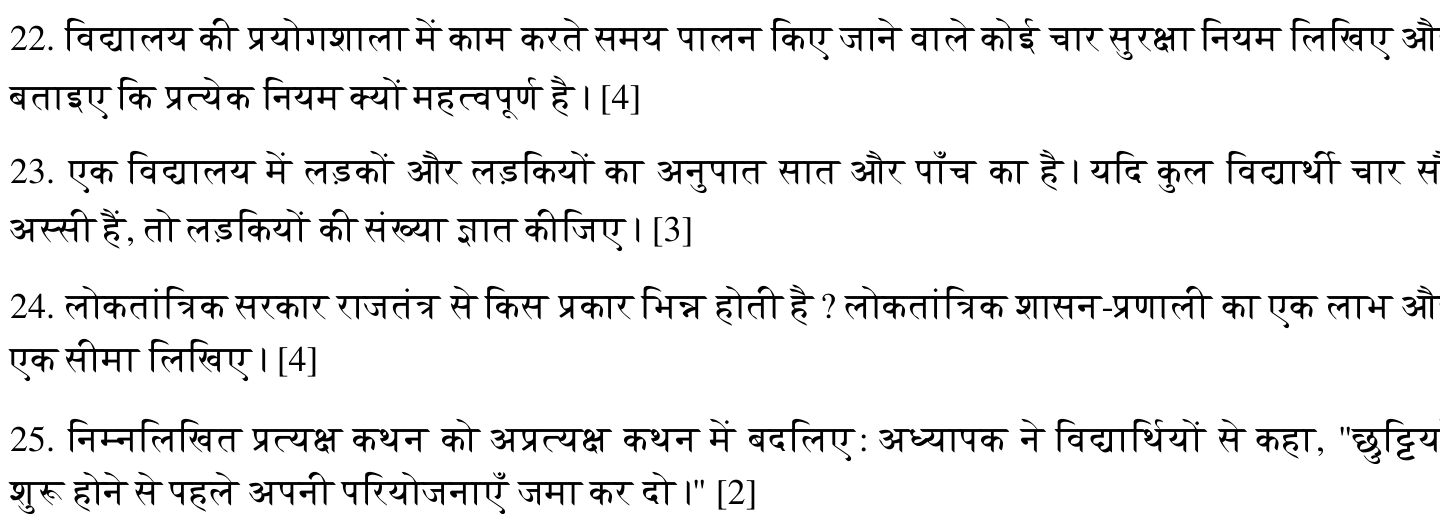 22. विद्यालय की प्रयोगशाला में काम करते समय पालन किए जाने वाले कोई चार सुरक्षा नियम लिखिए औ
बताइए कि प्रत्येक नियम क्यों महत्वपूर्ण है। [4]
23. एक विद्यालय में लड़कों और लड़कियों का अनुपात सात और पाँच का है। यदि कुल विद्यार्थी चार सौ
अस्सी हैं, तो लड़कियों की संख्या ज्ञात कीजिए। [3]
24. लोकतांत्रिक सरकार राजतंत्र से किस प्रकार भिन्न होती है ? लोकतांत्रिक शासन-प्रणाली का एक लाभ औ
एक सीमा लिखिए। [4]
25. निम्नलिखित प्रत्यक्ष कथन को अप्रत्यक्ष कथन में बदलिए: अध्यापक ने विद्यार्थियों से कहा, "छुट्टिय
शुरू होने से पहले अपनी परियोजनाएँ जमा कर दो।" [2]